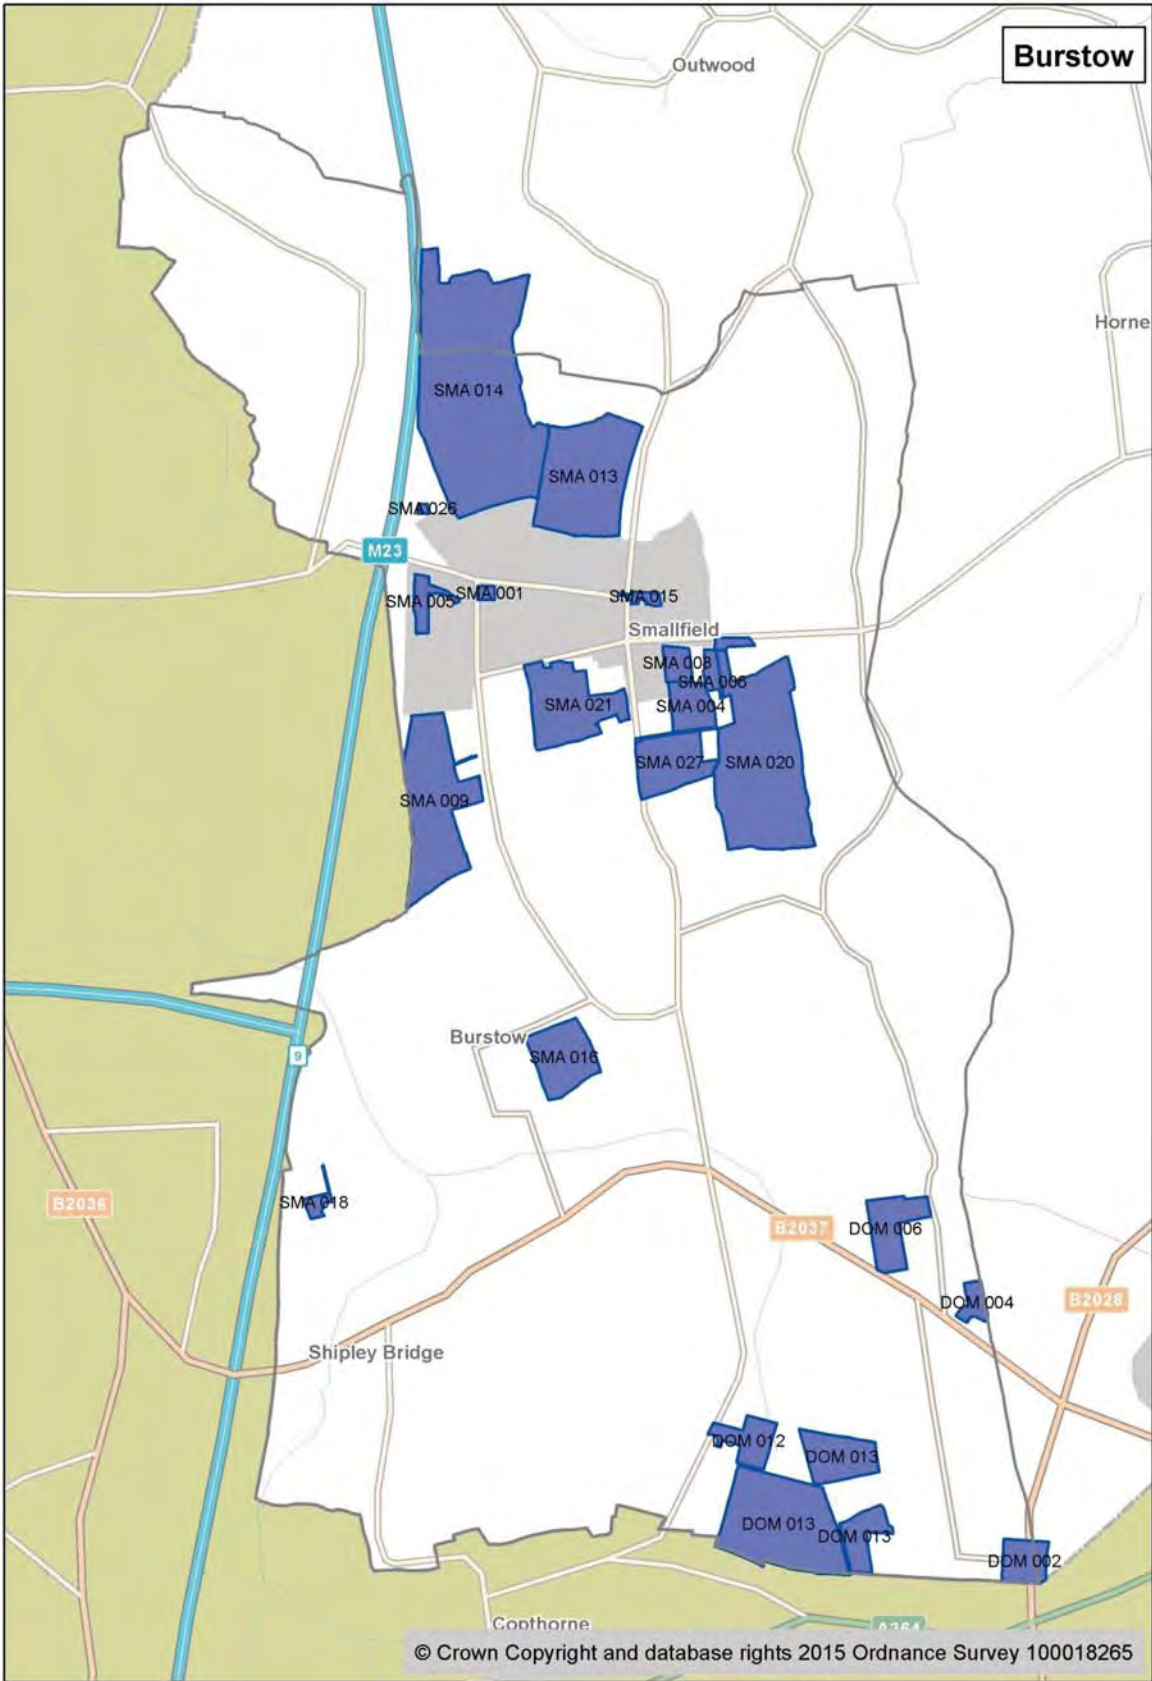 Burstow
Outwood
Horne
SMA 014
SMA 013
SMA 026
M23
SMA 005
SMA 001
SMA 015
Smallfield
SMA 008
SMA 006
SMA 004
SMA 021
SMA 027
SMA 020
SMA 009
Burstow
SMA 016
9
SMA 018
B2036
B2037
DOM 006
DOM 004
B2028
Shipley Bridge
DOM 012
DOM 013
DOM 013
DOM 013
DOM 002
Copthorne
A264
© Crown Copyright and database rights 2015 Ordnance Survey 100018265